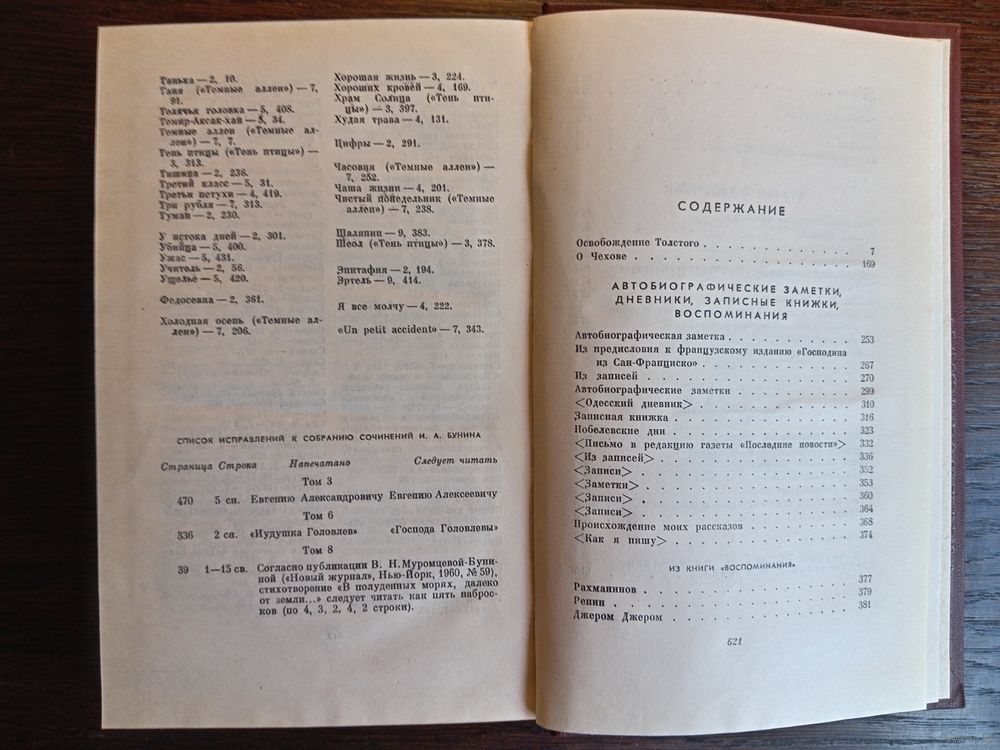 Танька — 2, 10.
Таня («Темные аллеи») — 7,
81.
Телячья головка — 5, 408.
Темир-Аксак-хан — 5, 34.
Темные аллеи («Темные ал-
леи») — 7, 7.
Тень птицы («Тень птицы») —
3, 313.
Тишина — 2, 236.
Третий класс — 5, 31.
Третьи петухи — 4, 419.
Три рубля — 7, 313.
Туман — 2, 230.
У истока дней — 2, 301.
Убийца — 5, 400.
Ужас — 5, 431.
Учитель — 2, 56.
Ущелье — 5, 420.
Федосевна — 2, 361.
Холодная осень («Темные ал-
леи») — 7, 206.
Хорошая жизнь — 3, 224.
Хороших кровей — 4, 169.
Храм Солнца («Тень пти-
цы») — 3, 397.
Худая трава — 4, 131.
Цифры — 2, 291.
Часовня («Темные аллеи») —
7, 252.
Чаша жизни — 4, 201.
Чистый понедельник («Темные
аллеи») — 7, 238.
Шаляпин — 9, 383.
Шеол («Тень птицы») — 3, 378.
Эпитафия — 2, 194.
Эртель — 9, 414.
Я все молчу — 4, 222.
«Un petit accident» — 7, 343.
СПИСОК ИСПРАВЛЕНИЙ К СОБРАНИЮ СОЧИНЕНИЙ И. А. БУНИНА
Страница Строка Напечатано Следует читать
Том 3
470 5 сн. Евгению Александровичу Евгению Алексеевичу
Том 6
336 2 сн. «Иудушка Головлев» «Господа Головлевы»
Том 8
39 1—15 св. Согласно публикации В. Н. Муромцевой-Буни-
ной («Новый журнал», Нью-Йорк, 1960, № 59),
стихотворение «В полуденных морях, далеко
от земли...» следует читать как пять наброс-
ков (по 4, 3, 2, 4, 2 строки).
СОДЕРЖАНИЕ
Освобождение Толстого . . . . . . . . . . . . 7
О Чехове . . . . . . . . . . . . . . . . 169
АВТОБИОГРАФИЧЕСКИЕ ЗАМЕТКИ,
ДНЕВНИКИ, ЗАПИСНЫЕ КНИЖКИ,
ВОСПОМИНАНИЯ
Автобиографическая заметка . . . . . . . . . 253
Из предисловия к французскому изданию «Господина
из Сан-Франциско» . . . . . . . . . . . . 267
Из записей . . . . . . . . . . . . . . . 270
Автобиографические заметки . . . . . . . . . 299
<Одесский дневник> . . . . . . . . . . . . 310
Записная книжка . . . . . . . . . . . . . 316
Нобелевские дни . . . . . . . . . . . . . 323
<Письмо в редакцию газеты «Последние новости»> 332
<Из записей> . . . . . . . . . . . . . . 336
<Записи> . . . . . . . . . . . . . . . . 352
<Заметки> . . . . . . . . . . . . . . . 353
<Записи> . . . . . . . . . . . . . . . . 360
<Записи> . . . . . . . . . . . . . . . . 364
Происхождение моих рассказов . . . . . . . . 368
<Как я пишу> . . . . . . . . . . . . . . 374
ИЗ КНИГИ «ВОСПОМИНАНИЯ»
Рахманинов . . . . . . . . . . . . . . . 377
Репин . . . . . . . . . . . . . . . . . 379
Джером Джером . . . . . . . . . . . . . 381
621